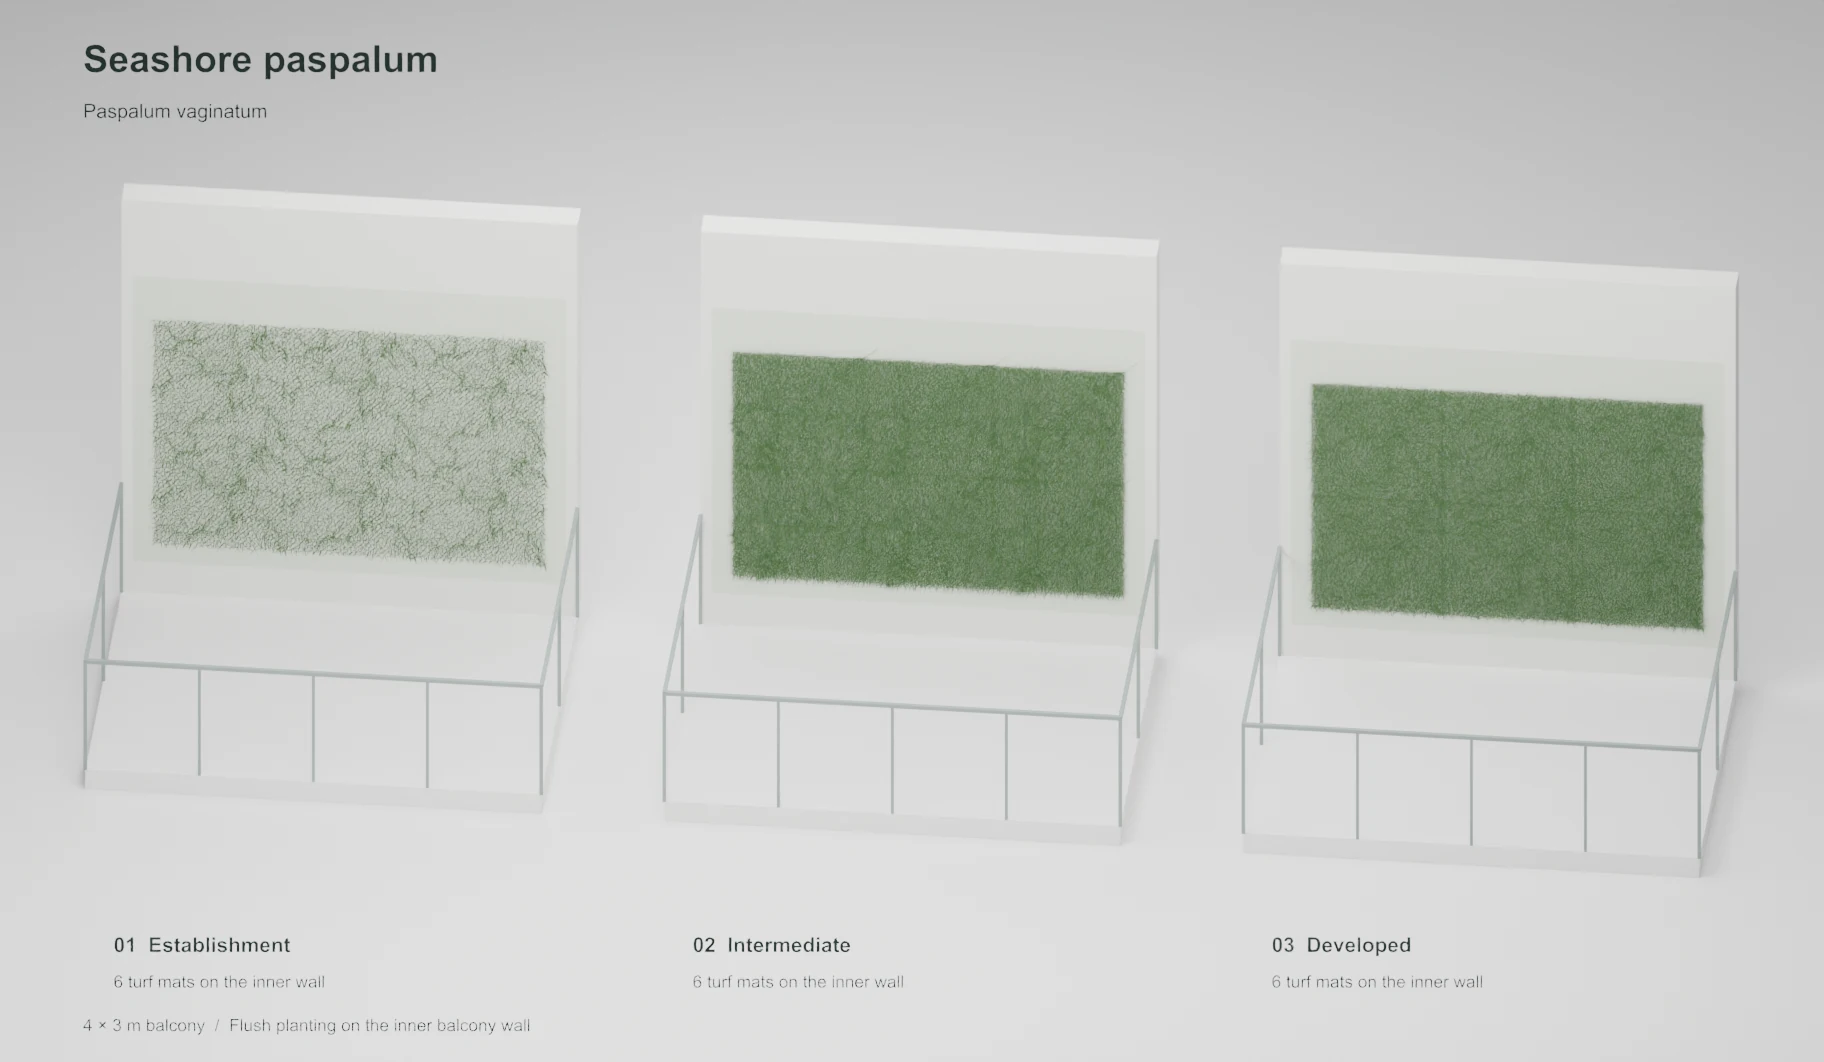 Seashore paspalum
Paspalum vaginatum
01 Establishment
6 turf mats on the inner wall
02 Intermediate
6 turf mats on the inner wall
03 Developed
6 turf mats on the inner wall
4 × 3 m balcony / Flush planting on the inner balcony wall